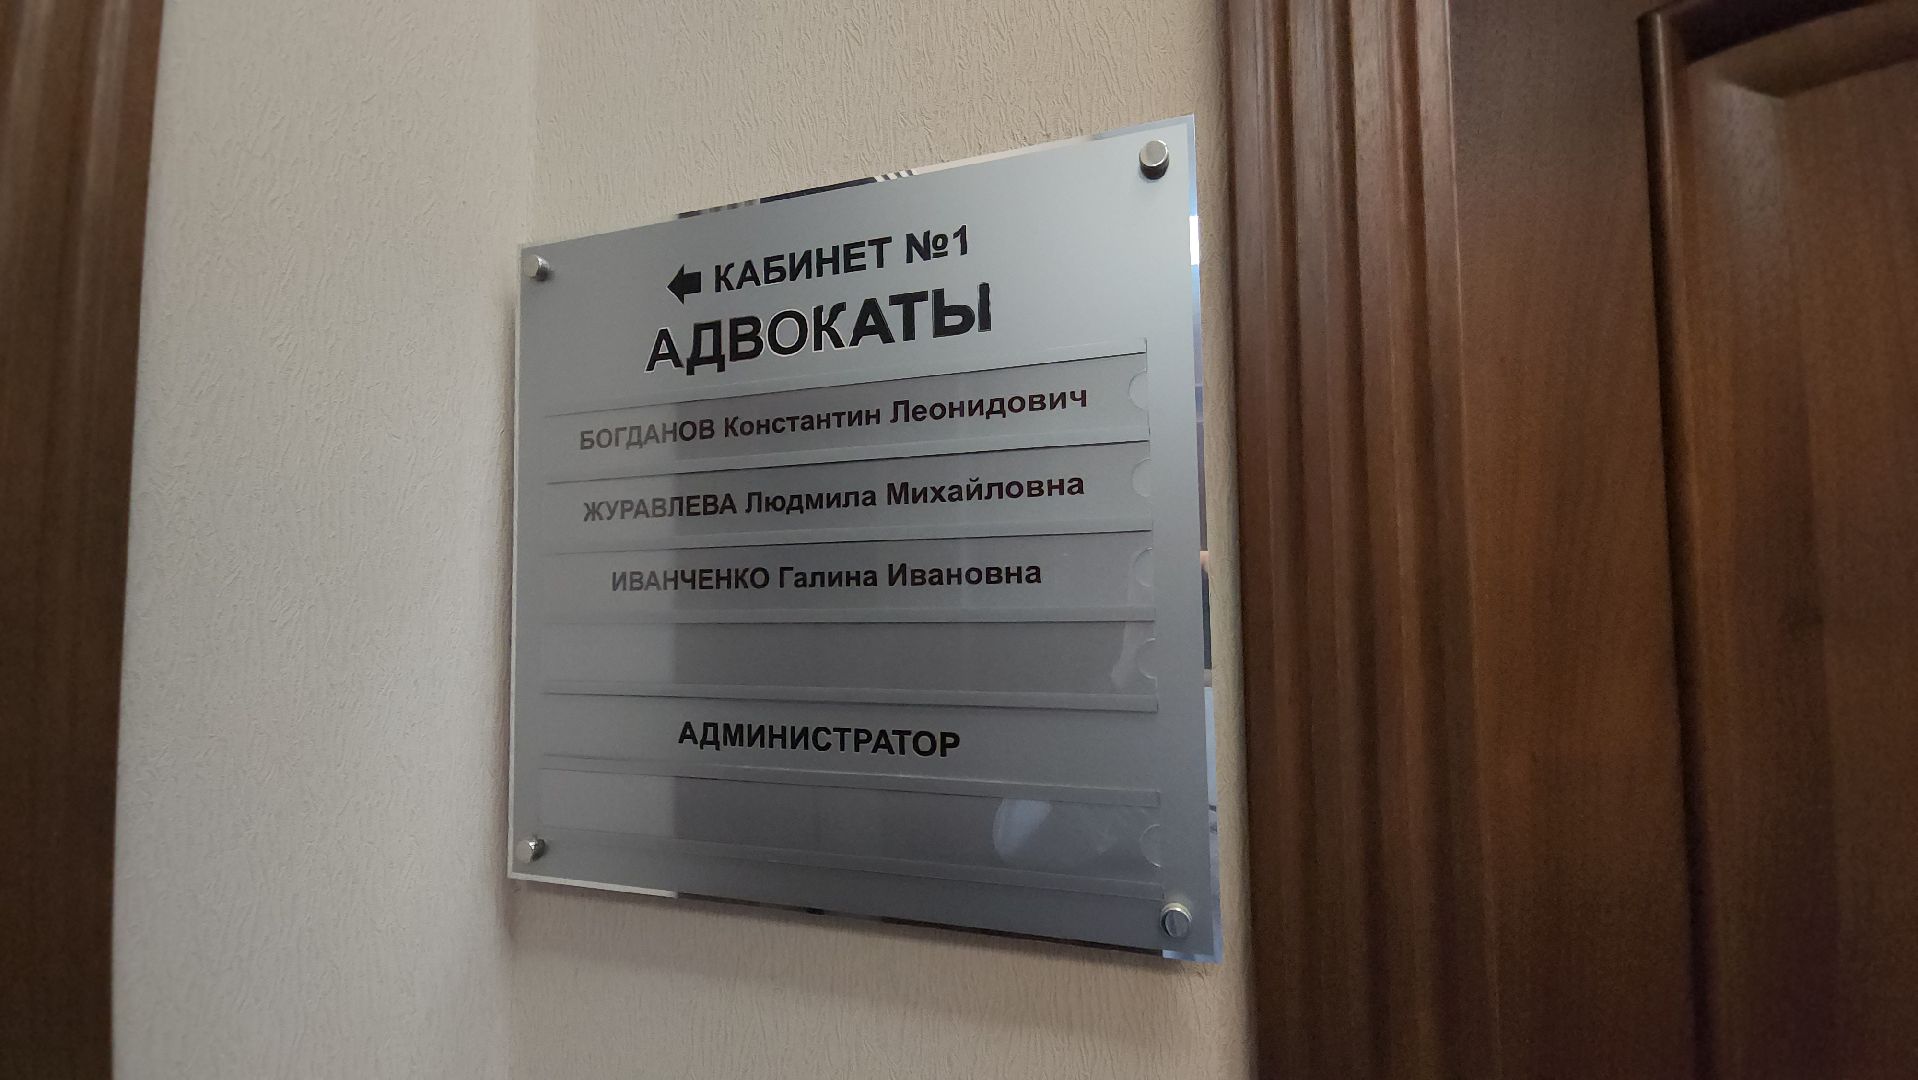 ← КАБИНЕТ №1
АДВОКАТЫ
БОГДАНОВ Константин Леонидович
ЖУРАВЛЕВА Людмила Михайловна
ИВАНЧЕНКО Галина Ивановна
АДМИНИСТРАТОР